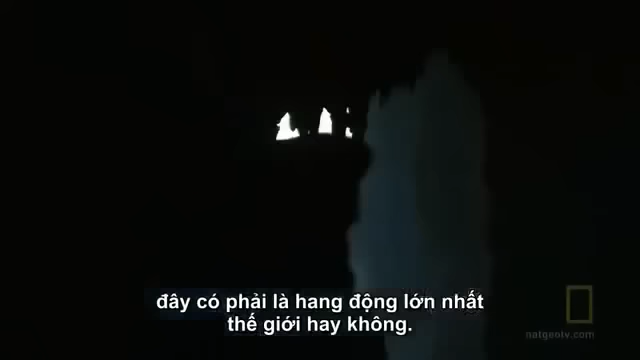 đây có phải là hang động lớn nhất
thế giới hay không.
natgeotv.com